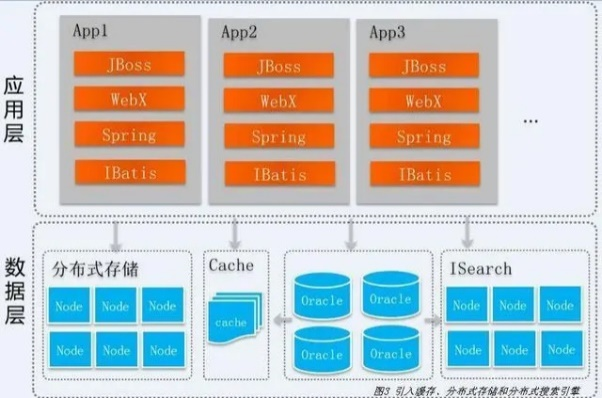 应用层
App1
JBoss
WebX
Spring
IBatis
App2
JBoss
WebX
Spring
IBatis
App3
JBoss
WebX
Spring
IBatis
...
数据层
分布式存储
Node Node Node
Node Node Node
Cache
cache
Oracle Oracle
Oracle Oracle
ISearch
Node Node Node
Node Node Node
图3 引入缓存、分布式存储和分布式搜索引擎